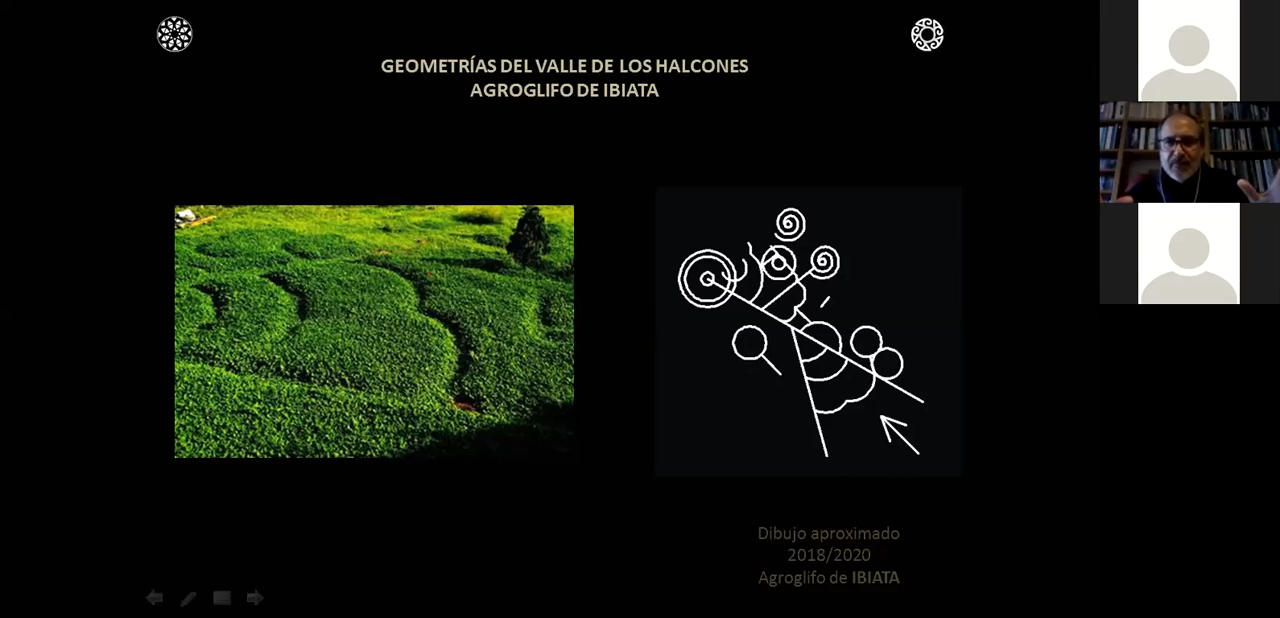 GEOMETRÍAS DEL VALLE DE LOS HALCONES
AGROGLIFO DE IBIATA
Dibujo aproximado
2018/2020
Agroglifo de IBIATA